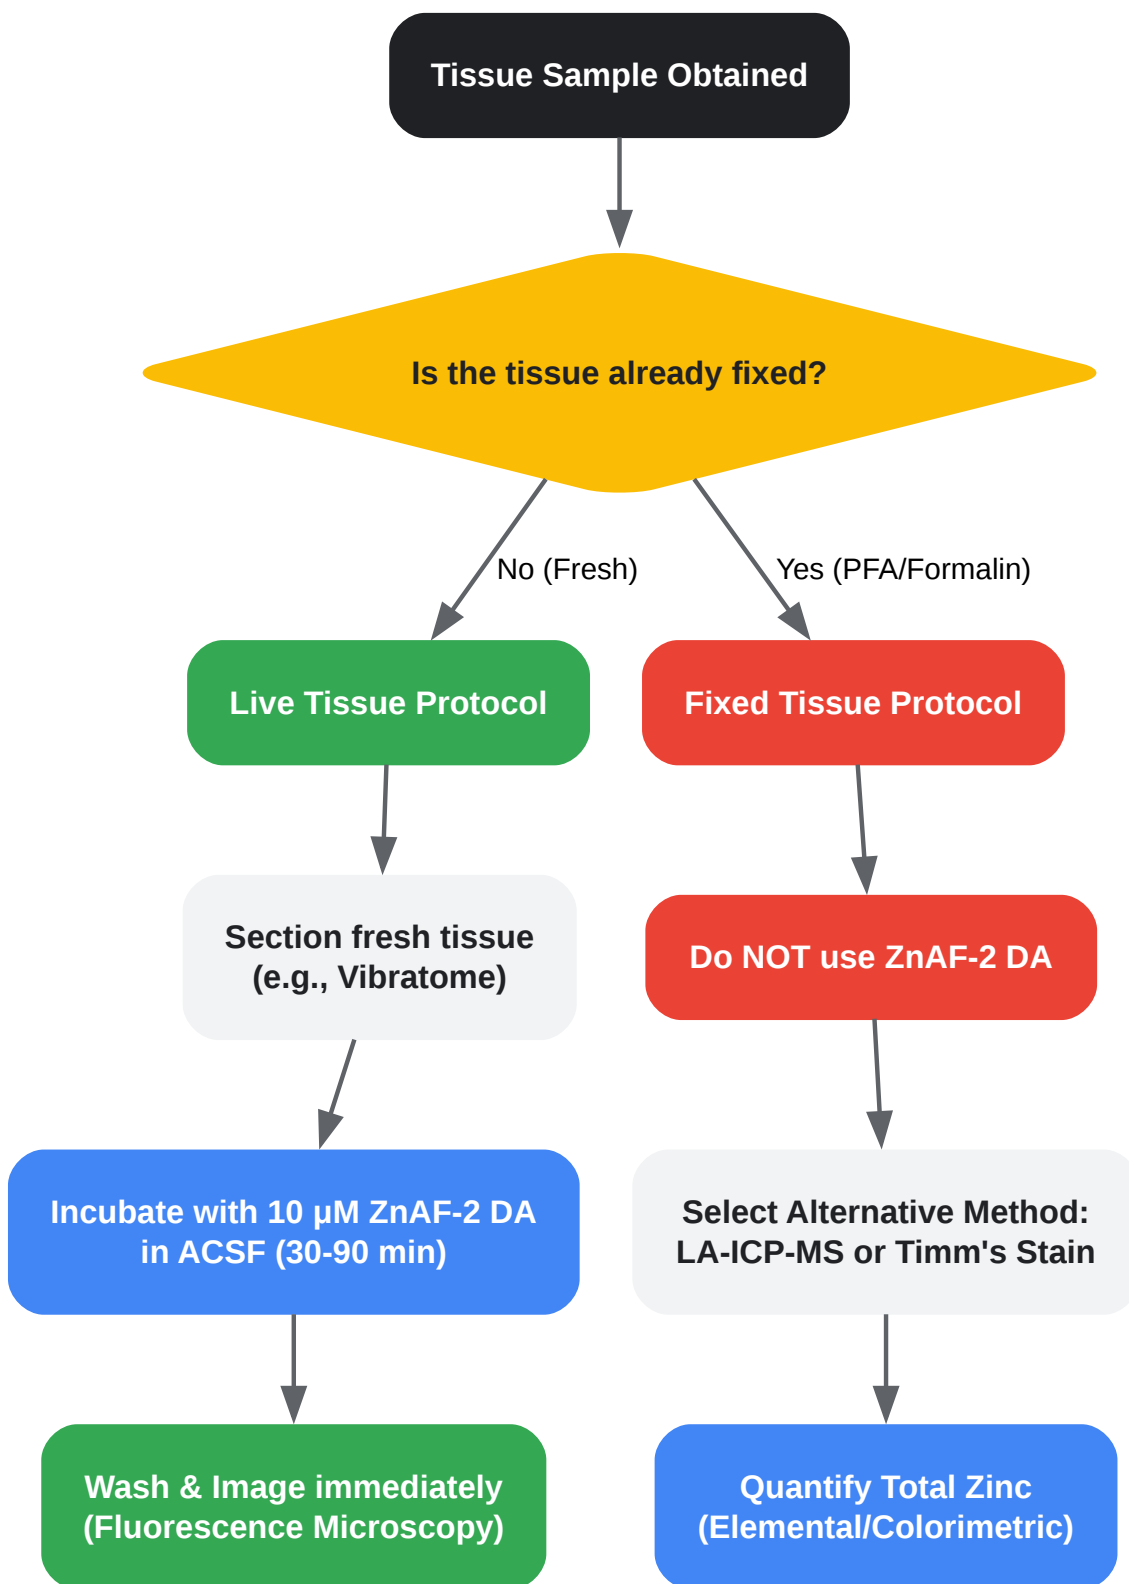 Tissue Sample Obtained
Is the tissue already fixed?
No (Fresh)
Yes (PFA/Formalin)
Live Tissue Protocol
Fixed Tissue Protocol
Section fresh tissue
(e.g., Vibratome)
Do NOT use ZnAF-2 DA
Incubate with 10 µM ZnAF-2 DA
in ACSF (30-90 min)
Select Alternative Method:
LA-ICP-MS or Timm's Stain
Wash & Image immediately
(Fluorescence Microscopy)
Quantify Total Zinc
(Elemental/Colorimetric)